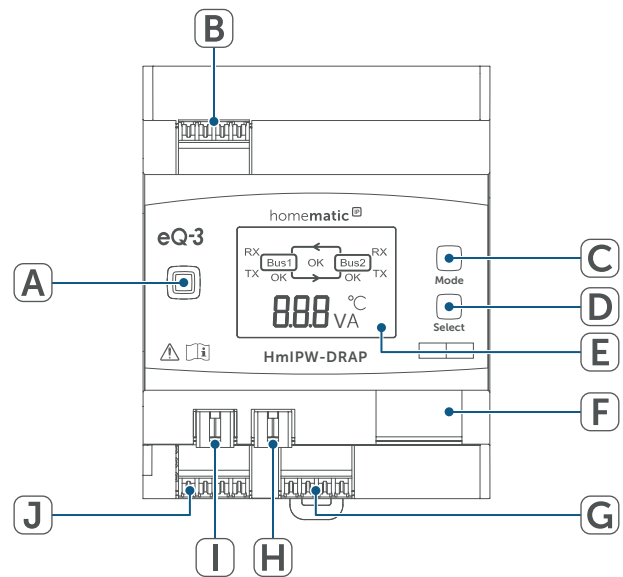 B
homematic IP
eQ-3
RX RX
Bus1 OK Bus2
TX OK OK TX
8.8.8 °C
VA
A
C
Mode
D
Select
E
HmIPW-DRAP
F
J
G
I
H